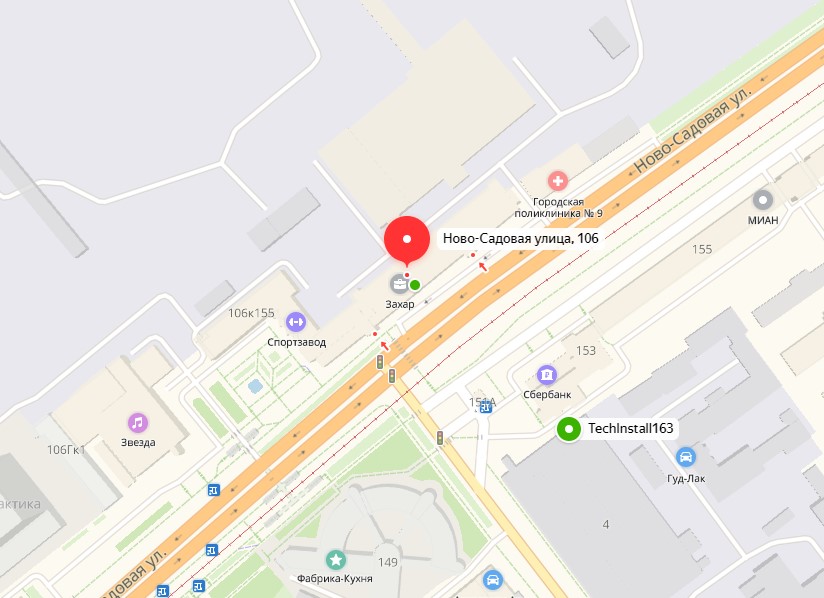 Ново-Садовая ул.
Городская
поликлиника № 9
МИАН
Ново-Садовая улица, 106
155
Захар
106к155
Спортзавод
153
Сбербанк
151А
TechInstall163
Звезда
106Гк1
Гуд-Лак
актика
4
149
Фабрика-Кухня
довая ул.